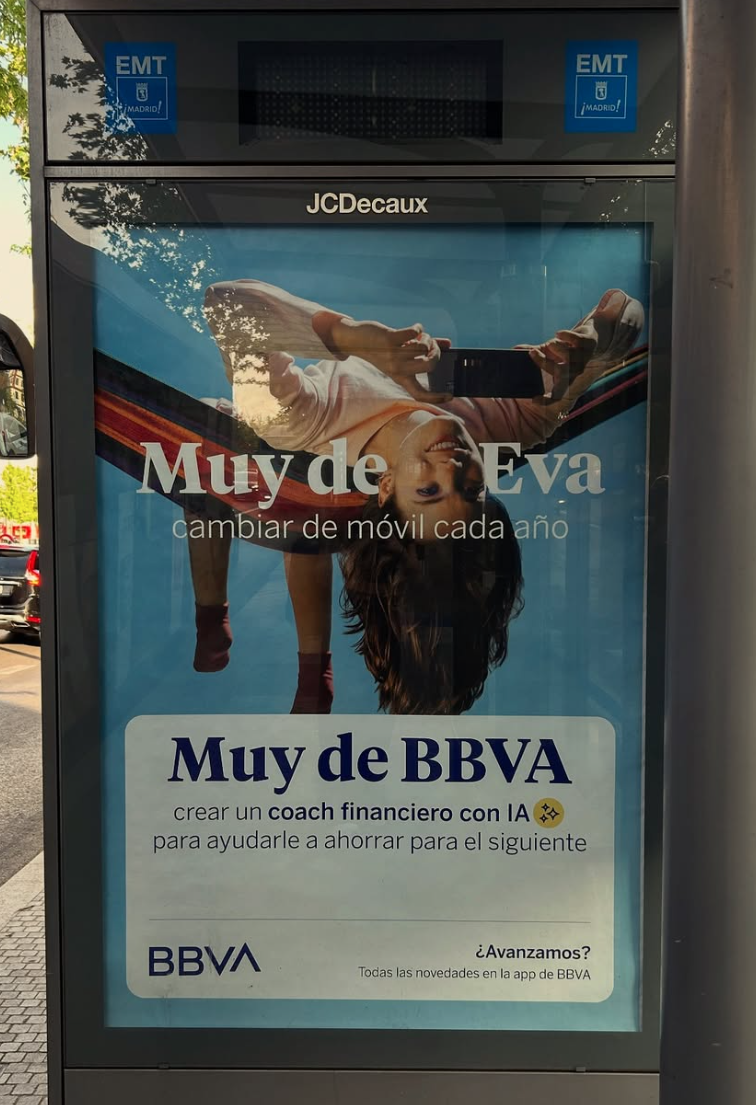 EMT
¡MADRID!
EMT
¡MADRID!
JCDecaux
Muy de Eva
cambiar de móvil cada año
Muy de BBVA
crear un coach financiero con IA
para ayudarle a ahorrar para el siguiente
BBVA
¿Avanzamos?
Todas las novedades en la app de BBVA